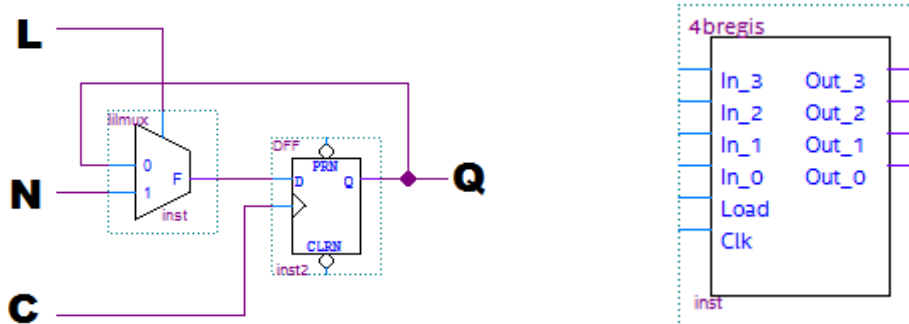 L
lilmux
0
1
F
inst
N
DFF
PRN
D
Q
CLRN
inst2
Q
C
4bregis
In_3 Out_3
In_2 Out_2
In_1 Out_1
In_0 Out_0
Load
Clk
inst